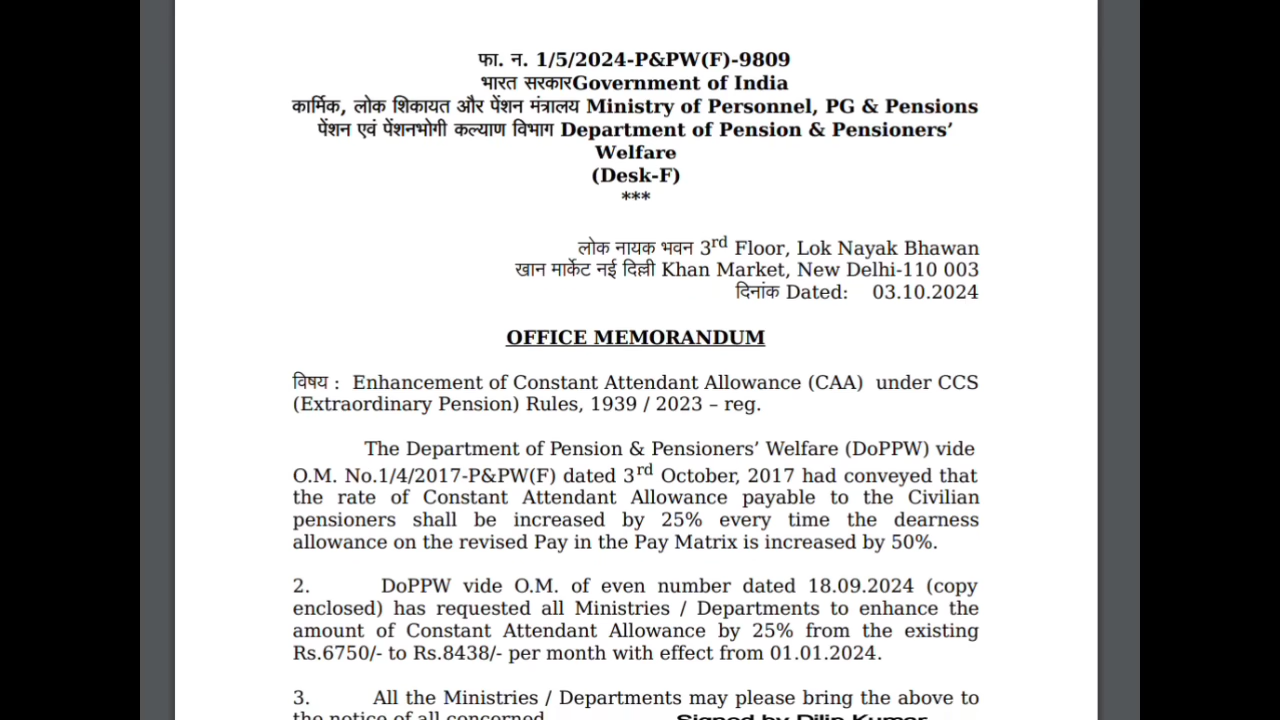 फा. न. 1/5/2024-P&PW(F)-9809
भारत सरकारGovernment of India
कार्मिक, लोक शिकायत और पेंशन मंत्रालय Ministry of Personnel, PG & Pensions
पेंशन एवं पेंशनभोगी कल्याण विभाग Department of Pension & Pensioners’
Welfare
(Desk-F)
***
लोक नायक भवन 3rd Floor, Lok Nayak Bhawan
खान मार्केट नई दिल्ली Khan Market, New Delhi-110 003
दिनांक Dated: 03.10.2024
OFFICE MEMORANDUM
विषय : Enhancement of Constant Attendant Allowance (CAA) under CCS
(Extraordinary Pension) Rules, 1939 / 2023 – reg.
The Department of Pension & Pensioners’ Welfare (DoPPW) vide
O.M. No.1/4/2017-P&PW(F) dated 3rd October, 2017 had conveyed that
the rate of Constant Attendant Allowance payable to the Civilian
pensioners shall be increased by 25% every time the dearness
allowance on the revised Pay in the Pay Matrix is increased by 50%.
2. DoPPW vide O.M. of even number dated 18.09.2024 (copy
enclosed) has requested all Ministries / Departments to enhance the
amount of Constant Attendant Allowance by 25% from the existing
Rs.6750/- to Rs.8438/- per month with effect from 01.01.2024.
3. All the Ministries / Departments may please bring the above to
the notice of all concerned
Signed by Dilip Kumar